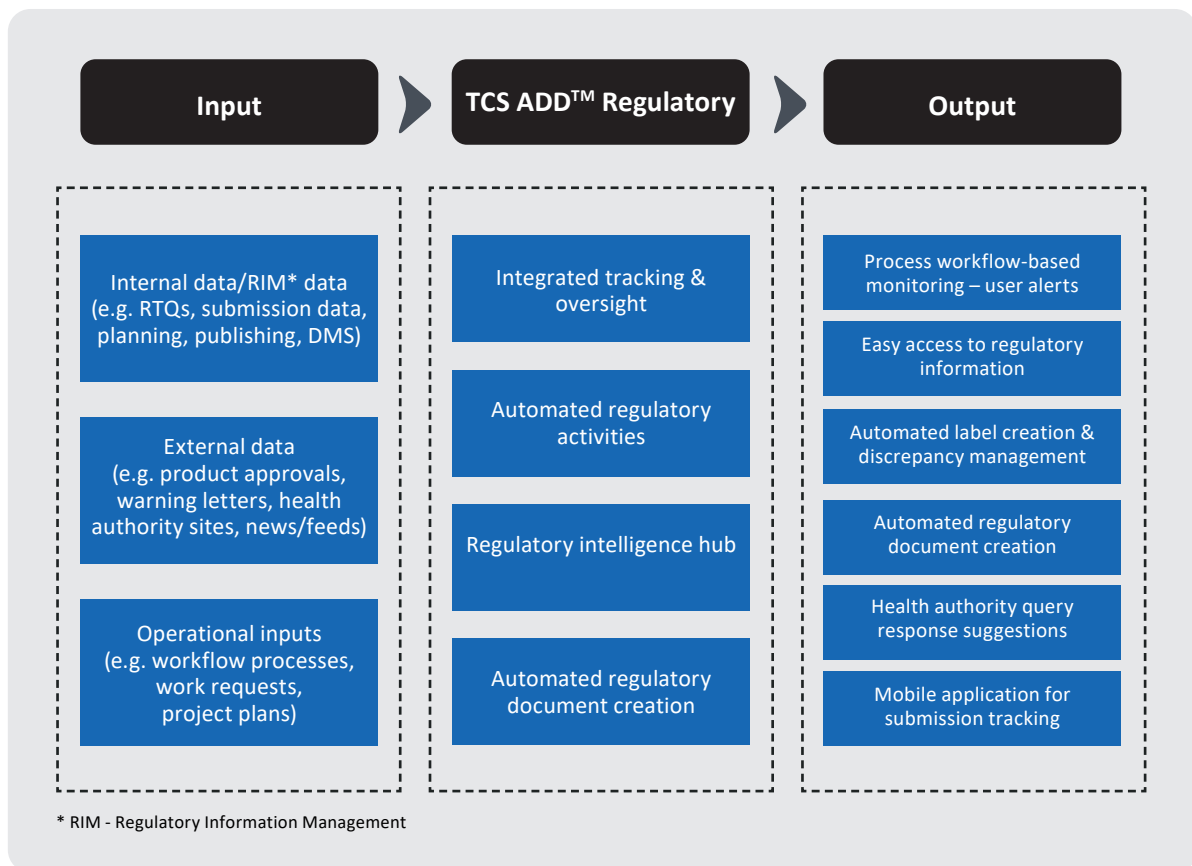 Input
TCS ADD™ Regulatory
Output
Internal data/RIM* data
(e.g. RTQs, submission data,
planning, publishing, DMS)
External data
(e.g. product approvals,
warning letters, health
authority sites, news/feeds)
Operational inputs
(e.g. workflow processes,
work requests,
project plans)
Integrated tracking &
oversight
Automated regulatory
activities
Regulatory intelligence hub
Automated regulatory
document creation
Process workflow-based
monitoring – user alerts
Easy access to regulatory
information
Automated label creation &
discrepancy management
Automated regulatory
document creation
Health authority query
response suggestions
Mobile application for
submission tracking
* RIM - Regulatory Information Management